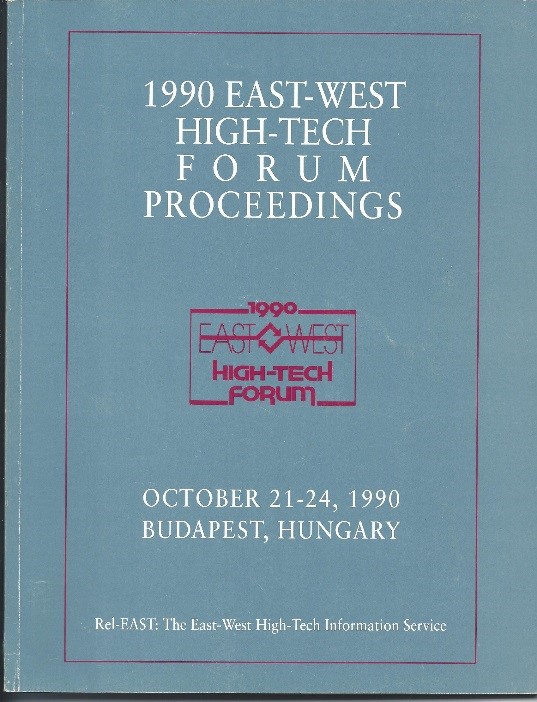 1990 EAST-WEST
HIGH-TECH
FORUM
PROCEEDINGS
1990
EAST WEST
HIGH-TECH
FORUM
OCTOBER 21-24, 1990
BUDAPEST, HUNGARY
Rel-EAST: The East-West High-Tech Information Service